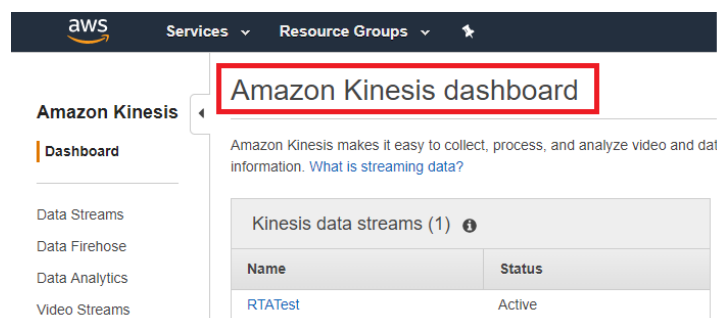 aws
Services
Resource Groups
Amazon Kinesis dashboard
Amazon Kinesis
Dashboard
Data Streams
Data Firehose
Data Analytics
Video Streams
Amazon Kinesis makes it easy to collect, process, and analyze video and dat
information. What is streaming data?
Kinesis data streams (1)
Name Status
RTATest Active